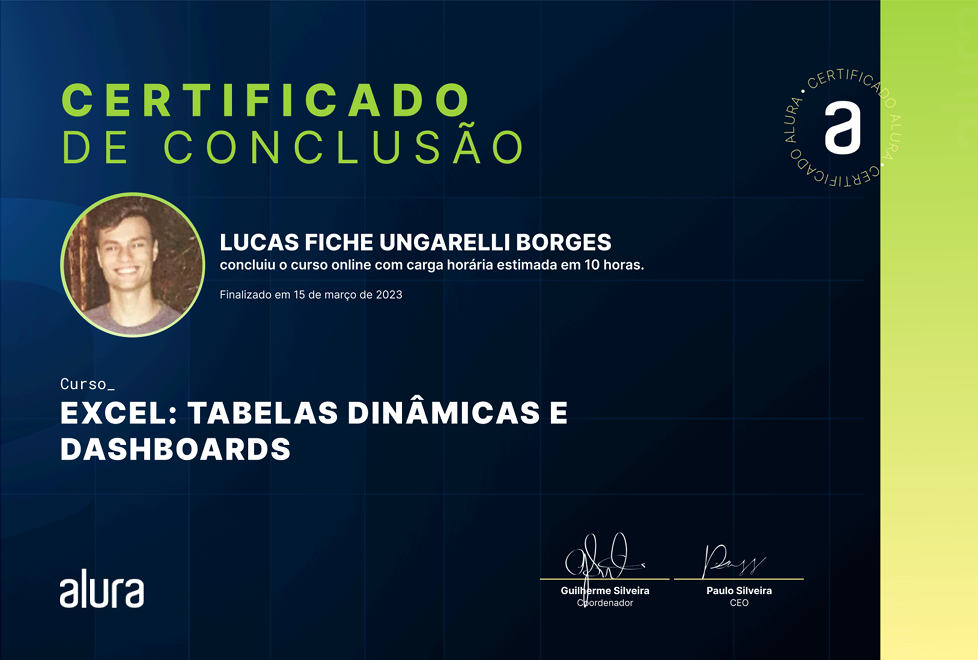 CERTIFICADO
DE CONCLUSÃO
CERTIFICADO ALURA • CERTIFICADO ALURA •
a
LUCAS FICHE UNGARELLI BORGES
concluiu o curso online com carga horária estimada em 10 horas.
Finalizado em 15 de março de 2023
Curso_
EXCEL: TABELAS DINÂMICAS E
DASHBOARDS
alura
Guilherme Silveira
Coordenador
Paulo Silveira
CEO